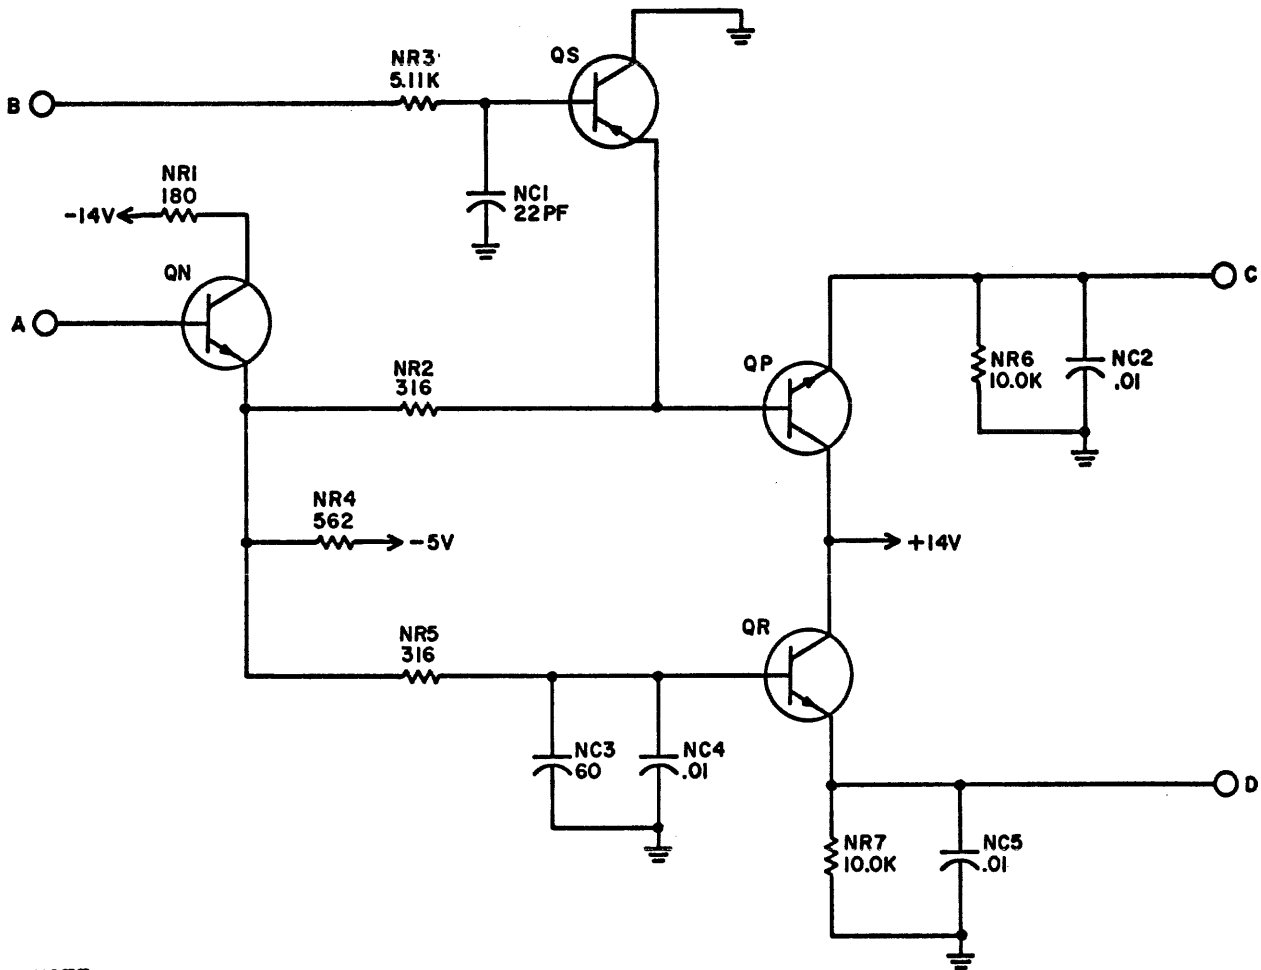 NR3
5.11K
QS
B
NC1
22PF
NR1
180
-14V
QN
A
NR2
316
QP
C
NR6
10.0K
NC2
.01
NR4
562
-5V
+14V
NR5
316
QR
NC3
60
NC4
.01
D
NR7
10.0K
NC5
.01